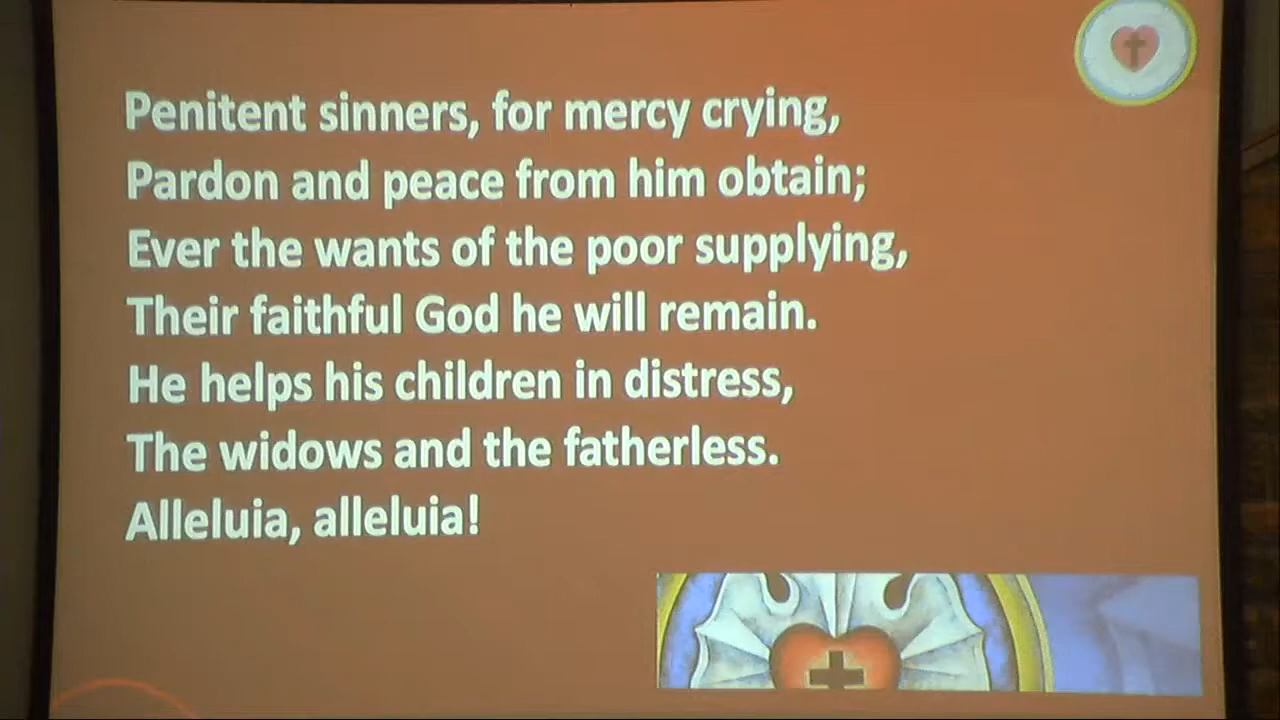 Penitent sinners, for mercy crying,
Pardon and peace from him obtain;
Ever the wants of the poor supplying,
Their faithful God he will remain.
He helps his children in distress,
The widows and the fatherless.
Alleluia, alleluia!